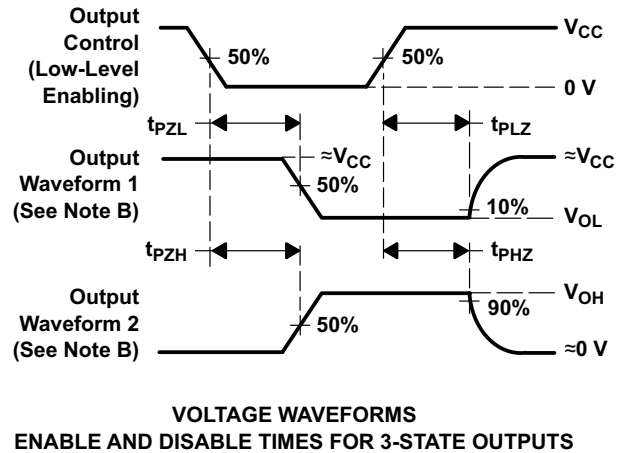 Output
Control
(Low-Level
Enabling)
50%
50%
VCC
0 V
tPZL
tPLZ
Output
Waveform 1
(See Note B)
≈VCC
50%
10%
≈VCC
VOL
tPZH
tPHZ
Output
Waveform 2
(See Note B)
50%
90%
VOH
≈0 V
VOLTAGE WAVEFORMS
ENABLE AND DISABLE TIMES FOR 3-STATE OUTPUTS